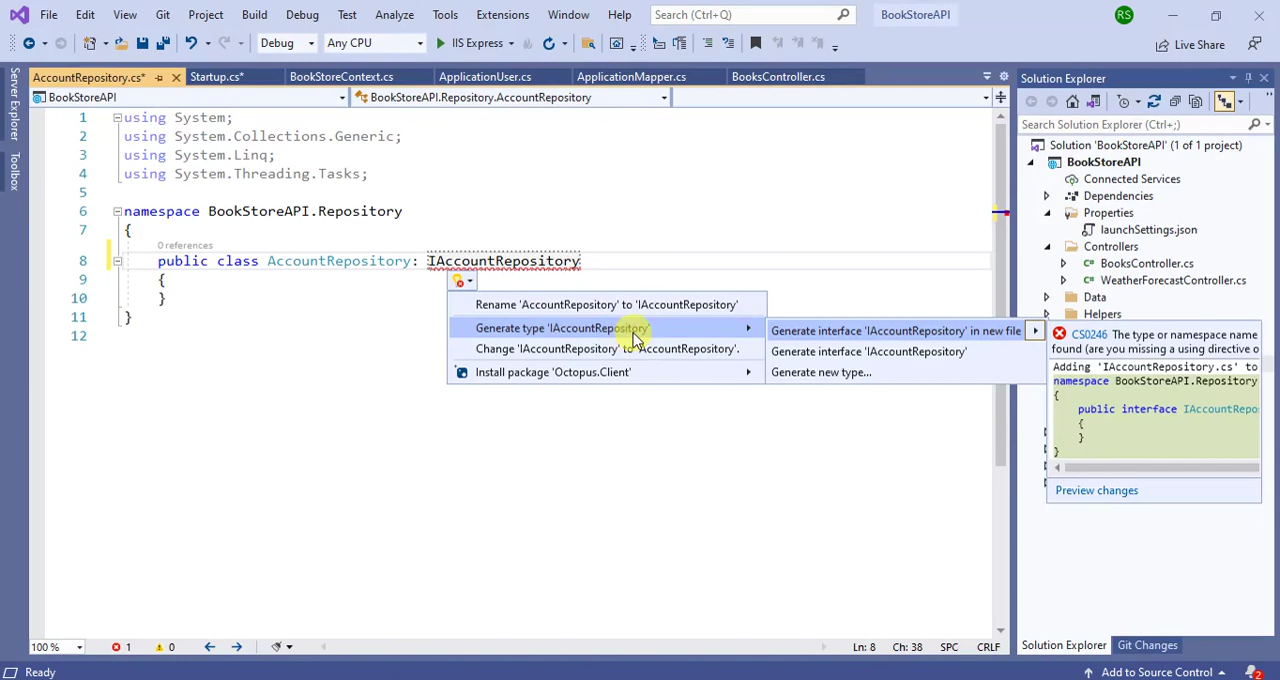 File Edit View Git Project Build Debug Test Analyze Tools Extensions Window Help Search (Ctrl+Q) BookStoreAPI RS
Debug Any CPU IIS Express Live Share
AccountRepository.cs* Startup.cs* BookStoreContext.cs ApplicationUser.cs ApplicationMapper.cs BooksController.cs
BookStoreAPI BookStoreAPI.Repository.AccountRepository
Server Explorer
Toolbox
1 using System;
2 using System.Collections.Generic;
3 using System.Linq;
4 using System.Threading.Tasks;
5
6 namespace BookStoreAPI.Repository
7 {
0 references
8 public class AccountRepository: IAccountRepository
9 {
10 }
11 }
12
Rename 'AccountRepository' to 'IAccountRepository'
Generate type 'IAccountRepository'
Change 'IAccountRepository' to 'AccountRepository'.
Install package 'Octopus.Client'
Generate interface 'IAccountRepository' in new file
Generate interface 'IAccountRepository'
Generate new type...
CS0246 The type or namespace name
found (are you missing a using directive o
Adding 'IAccountRepository.cs' to
namespace BookStoreAPI.Repository
{
public interface IAccountRepo
{
}
}
Preview changes
Solution Explorer
Search Solution Explorer (Ctrl+;)
Solution 'BookStoreAPI' (1 of 1 project)
BookStoreAPI
Connected Services
Dependencies
Properties
launchSettings.json
Controllers
BooksController.cs
WeatherForecastController.cs
Data
Helpers
100 % 1 0 Ln: 8 Ch: 38 SPC CRLF
Solution Explorer Git Changes
Ready Add to Source Control 2